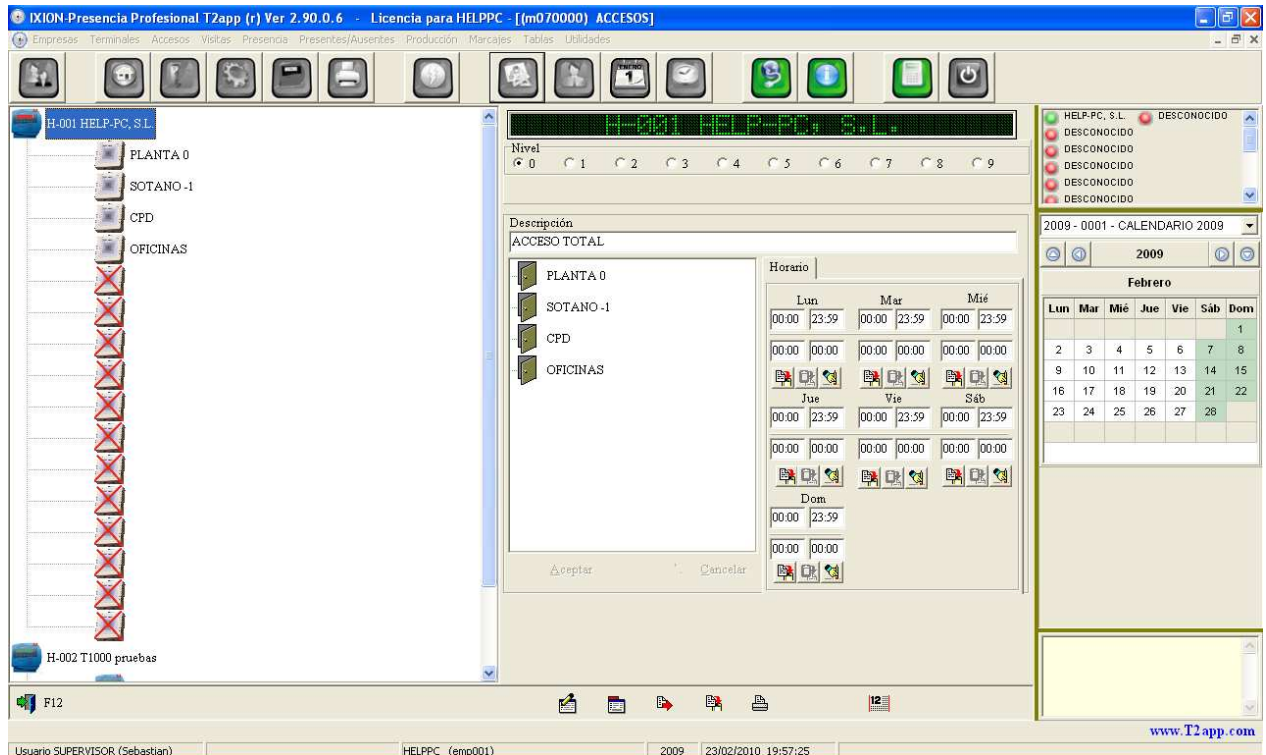 IXION-Presencia Profesional T2app (r) Ver 2.90.0.6 - Licencia para HELPPC - [(m070000) ACCESOS]
Empresas Terminales Accesos Visitas Presencia Presentes/Ausentes Producción Marcajes Tablas Utilidades
ENERO
1
H-001 HELP-PC, S.L.
PLANTA 0
SOTANO -1
CPD
OFICINAS
H-002 T1000 pruebas
H-001 HELP-PC, S.L.
Nivel
0 1 2 3 4 5 6 7 8 9
Descripción
ACCESO TOTAL
PLANTA 0
SOTANO -1
CPD
OFICINAS
Aceptar Cancelar
Horario
Lun Mar Mié
00:00 23:59 00:00 23:59 00:00 23:59
00:00 00:00 00:00 00:00 00:00 00:00
Jue Vie Sáb
00:00 23:59 00:00 23:59 00:00 23:59
00:00 00:00 00:00 00:00 00:00 00:00
Dom
00:00 23:59
00:00 00:00
HELP-PC, S.L. DESCONOCIDO
DESCONOCIDO
DESCONOCIDO
DESCONOCIDO
DESCONOCIDO
DESCONOCIDO
2009 - 0001 - CALENDARIO 2009
2009
Febrero
Lun Mar Mié Jue Vie Sáb Dom
1
2 3 4 5 6 7 8
9 10 11 12 13 14 15
16 17 18 19 20 21 22
23 24 25 26 27 28
F12
12
www.T2app.com
Usuario SUPERVISOR (Sebastian) HELPPC (emp001) 2009 23/02/2010 19:57:25